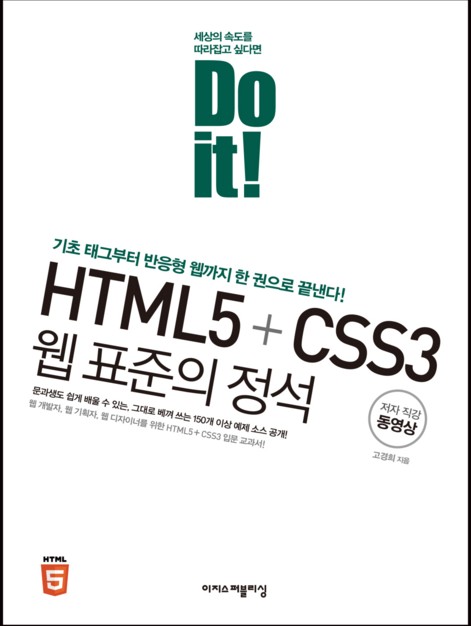 세상의 속도를
따라잡고 싶다면
Do
it!
기초 태그부터 반응형 웹까지 한 권으로 끝낸다!
HTML5 + CSS3
웹 표준의 정석
문과생도 쉽게 배울 수 있는, 그대로 베껴 쓰는 150개 이상 예제 소스 공개!
웹 개발자, 웹 기획자, 웹 디자이너를 위한 HTML5 + CSS3 입문 교과서!
저자 직강
동영상
고경희 지음
HTML
5
이지스퍼블리싱